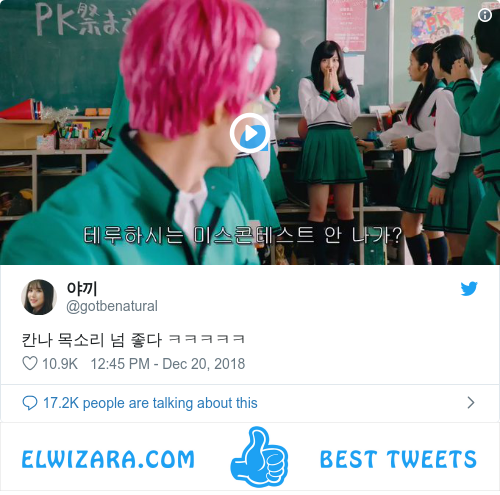 PK祭まで
PK
테루하시는 미스콘테스트 안 나가?
야끼
@gotbenatural
칸나 목소리 넘 좋다 ㅋㅋㅋㅋㅋ
10.9K 12:45 PM - Dec 20, 2018
17.2K people are talking about this
ELWIZARA.COM BEST TWEETS